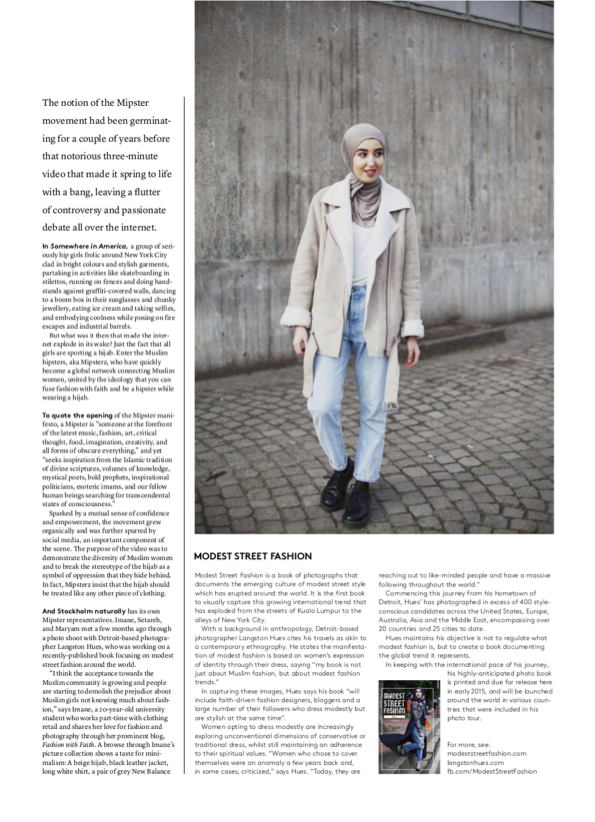 The notion of the Mipster
movement had been germinat-
ing for a couple of years before
that notorious three-minute
video that made it spring to life
with a bang, leaving a flutter
of controversy and passionate
debate all over the internet.
In Somewhere in America, a group of seri-
ously hip girls frolic around New York City
clad in bright colours and stylish garments,
partaking in activities like skateboarding in
stilettos, running on fences and doing hand-
stands against graffiti-covered walls, dancing
to a boom box in their sunglasses and chunky
jewellery, eating ice cream and taking selfies,
and embodying coolness while posing on fire
escapes and industrial barrels.
But what was it then that made the inter-
net explode in its wake? Just the fact that all
girls are sporting a hijab. Enter the Muslim
hipsters, aka Mipsterz, who have quickly
become a global network connecting Muslim
women, united by the ideology that you can
fuse fashion with faith and be a hipster while
wearing a hijab.
To quote the opening of the Mipster mani-
festo, a Mipster is "someone at the forefront
of the latest music, fashion, art, critical
thought, food, imagination, creativity, and
all forms of obscure everything," and yet
"seeks inspiration from the Islamic tradition
of divine scriptures, volumes of knowledge,
mystical poets, bold prophets, inspirational
politicians, esoteric imams, and our fellow
human beings searching for transcendental
states of consciousness."
Sparked by a mutual sense of confidence
and empowerment, the movement grew
organically and was further spurred by
social media, an important component of
the scene. The purpose of the video was to
demonstrate the diversity of Muslim women
and to break the stereotype of the hijab as a
symbol of oppression that they hide behind.
In fact, Mipsterz insist that the hijab should
be treated like any other piece of clothing.
And Stockholm naturally has its own
Mipster representatives. Imane, Setareh,
and Maryam met a few months ago through
a photo shoot with Detroit-based photogra-
pher Langston Hues, who was working on a
recently-published book focusing on modest
street fashion around the world.
"I think the acceptance towards the
Muslim community is growing and people
are starting to demolish the prejudice about
Muslim girls not knowing much about fash-
ion," says Imane, a 20-year-old university
student who works part-time with clothing
retail and shares her love for fashion and
photography through her prominent blog,
Fashion with Faith. A browse through Imane's
picture collection shows a taste for mini-
malism: A beige hijab, black leather jacket,
long white shirt, a pair of grey New Balance
MODEST STREET FASHION
Modest Street Fashion is a book of photographs that
documents the emerging culture of modest street style
which has erupted around the world. It is the first book
to visually capture this growing international trend that
has exploded from the streets of Kuala Lumpur to the
alleys of New York City.
With a background in anthropology, Detroit-based
photographer Langston Hues cites his travels as akin to
a contemporary ethnography. He states the manifesta-
tion of modest fashion is based on women's expression
of identity through their dress, saying "my book is not
just about Muslim fashion, but about modest fashion
trends."
In capturing these images, Hues says his book "will
include faith-driven fashion designers, bloggers and a
large number of their followers who dress modestly but
are stylish at the same time".
Women opting to dress modestly are increasingly
exploring unconventional dimensions of conservative or
traditional dress, whilst still maintaining an adherence
to their spiritual values. "Women who chose to cover
themselves were an anomaly a few years back and,
in some cases, criticized," says Hues. "Today, they are
reaching out to like-minded people and have a massive
following throughout the world."
Commencing this journey from his hometown of
Detroit, Hues' has photographed in excess of 400 style-
conscious candidates across the United States, Europe,
Australia, Asia and the Middle East, encompassing over
20 countries and 25 cities to date.
Hues maintains his objective is not to regulate what
modest fashion is, but to create a book documenting
the global trend it represents.
In keeping with the international pace of his journey,
his highly-anticipated photo book
is printed and due for release here
in early 2015, and will be launched
around the world in various coun-
tries that were included in his
photo tour.
MODEST
STREET
FASHION
For more, see:
modeststreetfashion.com
langstonhues.com
fb.com/ModestStreetFashion